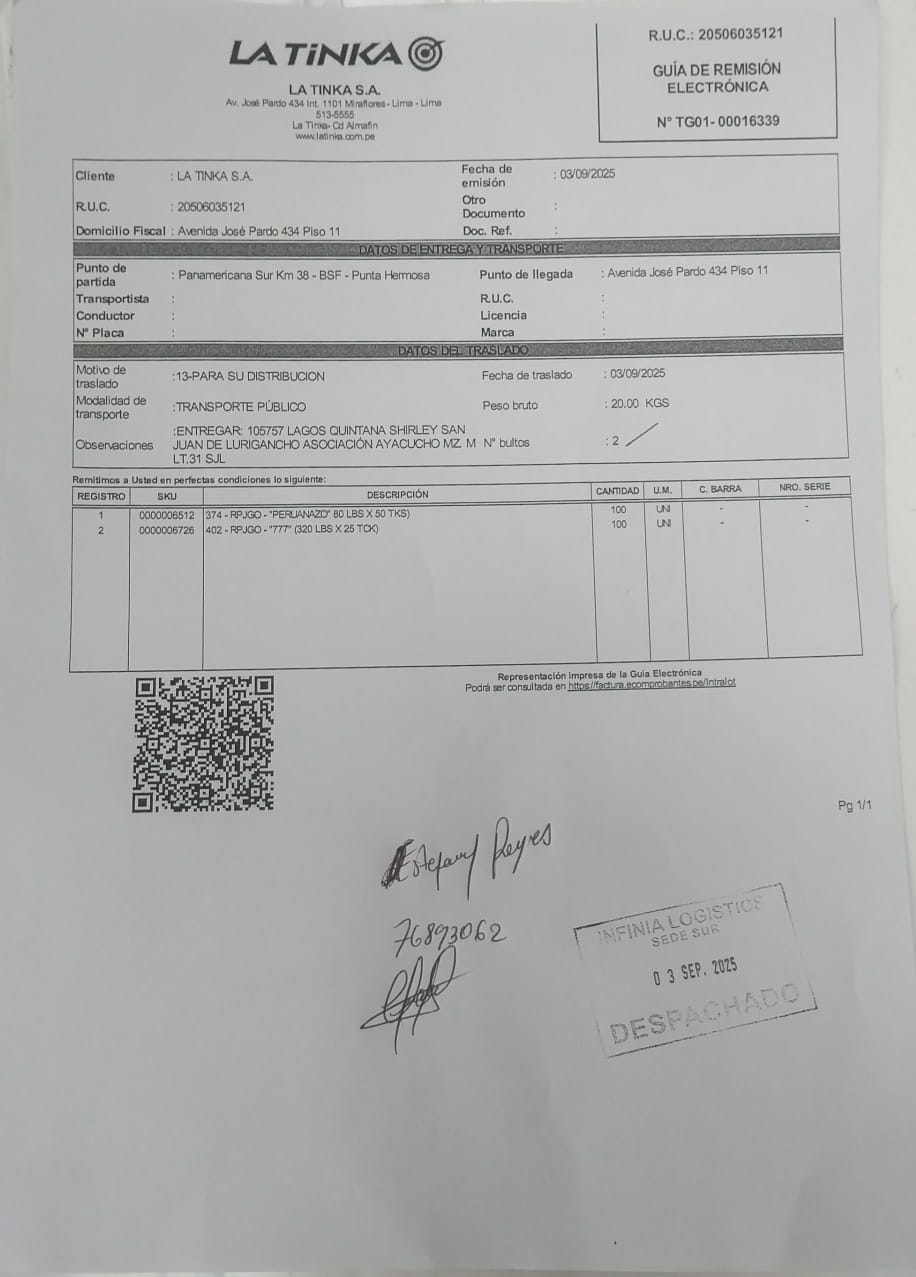 LA TiNKA
R.U.C.: 20506035121
GUÍA DE REMISIÓN
ELECTRÓNICA
N° TG01- 00016339
LA TINKA S.A.
Av. José Pardo 434 Int. 1101 Miraflores - Lima - Lima
513-5555
La Tinka- Cd Almafin
www.latinka.com.pe
Cliente : LA TINKA S.A. Fecha de emisión : 03/09/2025
R.U.C. : 20506035121 Otro Documento :
Domicilio Fiscal : Avenida José Pardo 434 Piso 11 Doc. Ref. :
DATOS DE ENTREGA Y TRANSPORTE
Punto de partida : Panamericana Sur Km 38 - BSF - Punta Hermosa Punto de llegada : Avenida José Pardo 434 Piso 11
Transportista : R.U.C. :
Conductor : Licencia :
N° Placa : Marca :
DATOS DEL TRASLADO
Motivo de traslado :13-PARA SU DISTRIBUCION Fecha de traslado : 03/09/2025
Modalidad de transporte :TRANSPORTE PÚBLICO Peso bruto : 20.00 KGS
Observaciones :ENTREGAR: 105757 LAGOS QUINTANA SHIRLEY SAN
JUAN DE LURIGANCHO ASOCIACIÓN AYACUCHO MZ. M N° bultos : 2
LT.31 SJL
Remitimos a Usted en perfectas condiciones lo siguiente:
REGISTRO SKU DESCRIPCIÓN CANTIDAD U.M. C. BARRA NRO. SERIE
1 0000006512 374 - RPJGO - "PERUANAZO" 80 LBS X 50 TKS) 100 UNI - -
2 0000006726 402 - RPJGO - "777" (320 LBS X 25 TCK) 100 UNI - -
Representación Impresa de la Guía Electrónica
Podrá ser consultada en https://factura.ecomprobantes.pe/Intralot
Pg 1/1
Estefany Reyes
76893062
INFINIA LOGISTICS
SEDE SUR
0 3 SEP. 2025
DESPACHADO